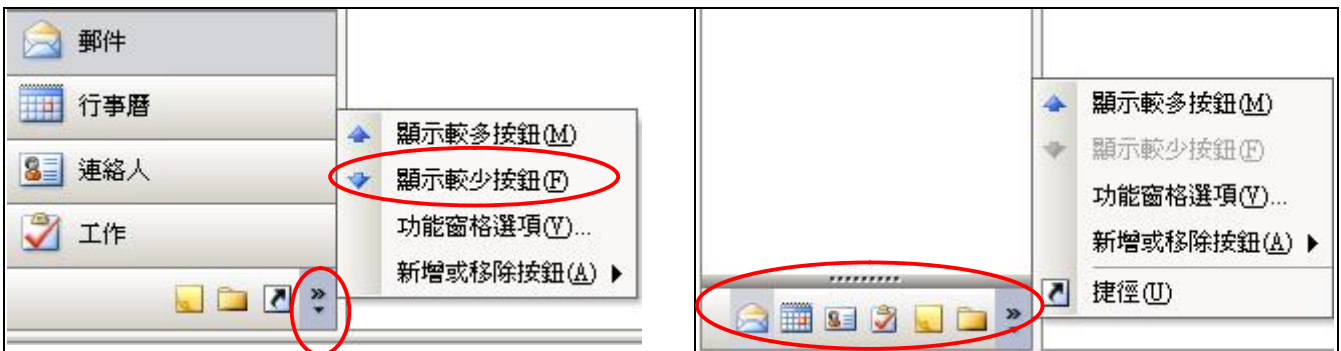 郵件
行事曆
連絡人
工作
顯示較多按鈕(M)
顯示較少按鈕(F)
功能窗格選項(V)...
新增或移除按鈕(A)
顯示較多按鈕(M)
顯示較少按鈕(F)
功能窗格選項(V)...
新增或移除按鈕(A)
捷徑(U)